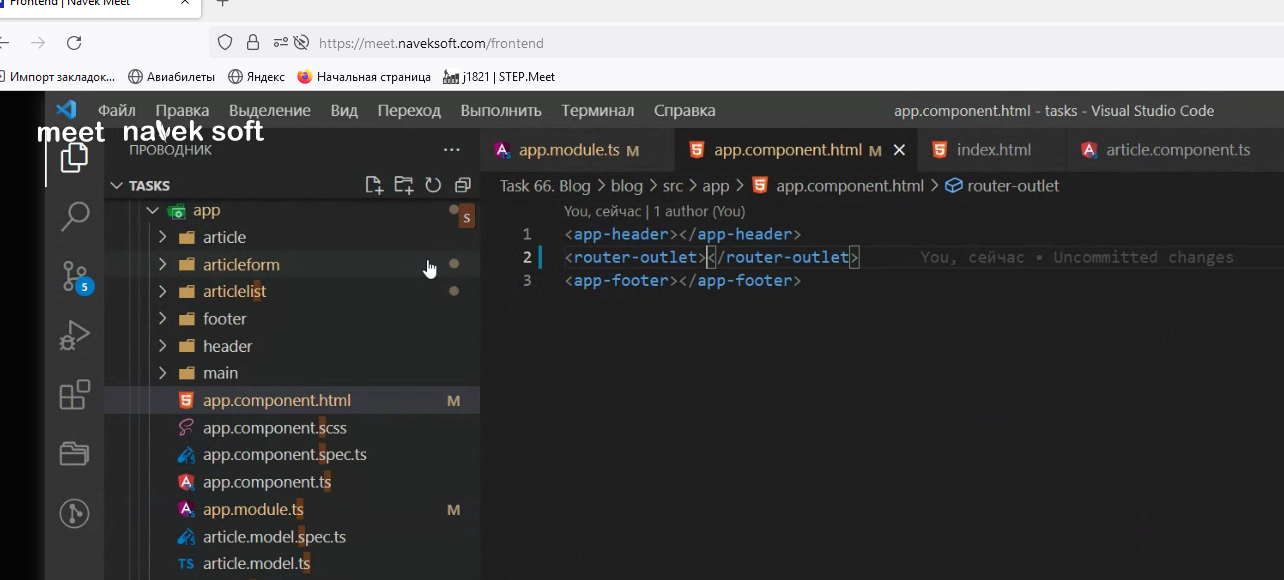 Frontend | Navek Meet
https://meet.naveksoft.com/frontend
Импорт закладок... Авиабилеты Яндекс Начальная страница j1821 | STEP.Meet
Файл Правка Выделение Вид Переход Выполнить Терминал Справка app.component.html - tasks - Visual Studio Code
meet navek soft
ПРОВОДНИК ...
app.module.ts M app.component.html M index.html article.component.ts
TASKS
Task 66. Blog > blog > src > app > app.component.html > router-outlet
app
S
You, сейчас | 1 author (You)
article
1 <app-header></app-header>
articleform
2 <router-outlet></router-outlet> You, сейчас • Uncommitted changes
articlelist
3 <app-footer></app-footer>
5
footer
header
main
app.component.html M
app.component.scss
app.component.spec.ts
app.component.ts
app.module.ts M
article.model.spec.ts
TS article.model.ts